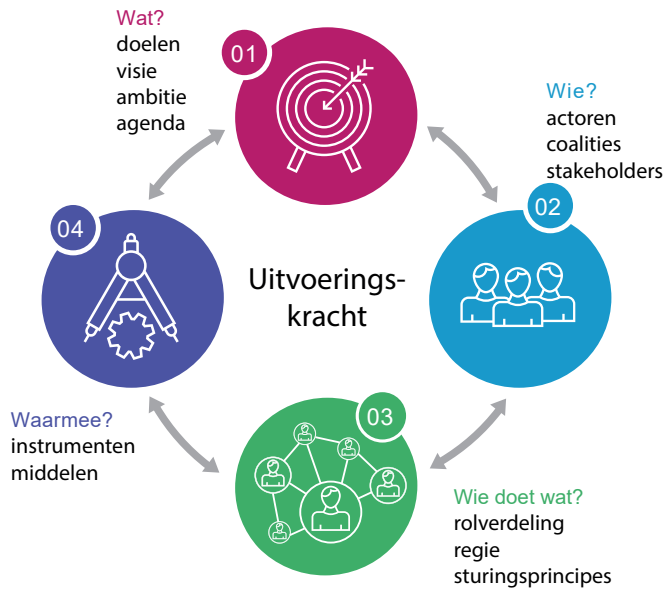 Wat?
doelen
visie
ambitie
agenda
01
Wie?
actoren
coalities
stakeholders
02
04
Uitvoerings-
kracht
03
Waarmee?
instrumenten
middelen
Wie doet wat?
rolverdeling
regie
sturingsprincipes